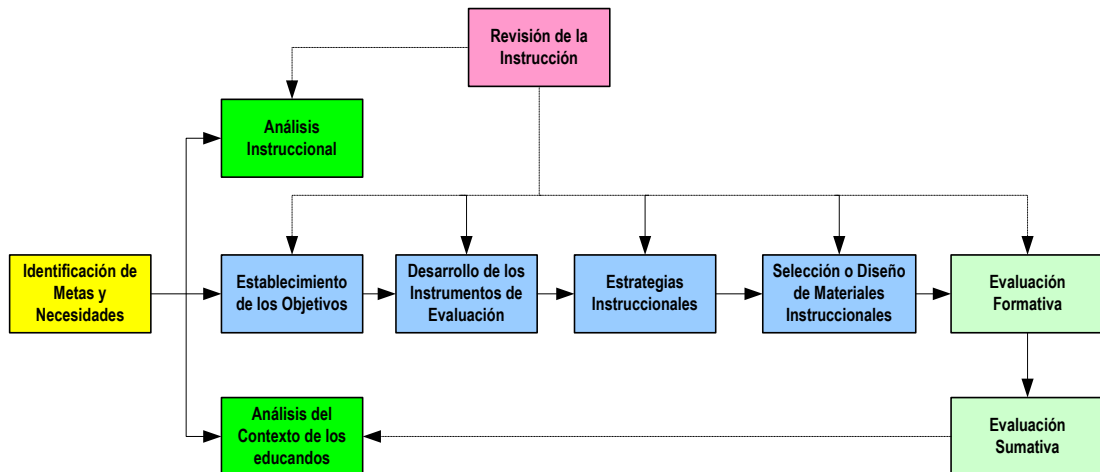 Revisión de la
Instrucción
Análisis
Instruccional
Identificación de
Metas y
Necesidades
Establecimiento
de los Objetivos
Desarrollo de los
Instrumentos de
Evaluación
Estrategias
Instruccionales
Selección o Diseño
de Materiales
Instruccionales
Evaluación
Formativa
Análisis del
Contexto de los
educandos
Evaluación
Sumativa